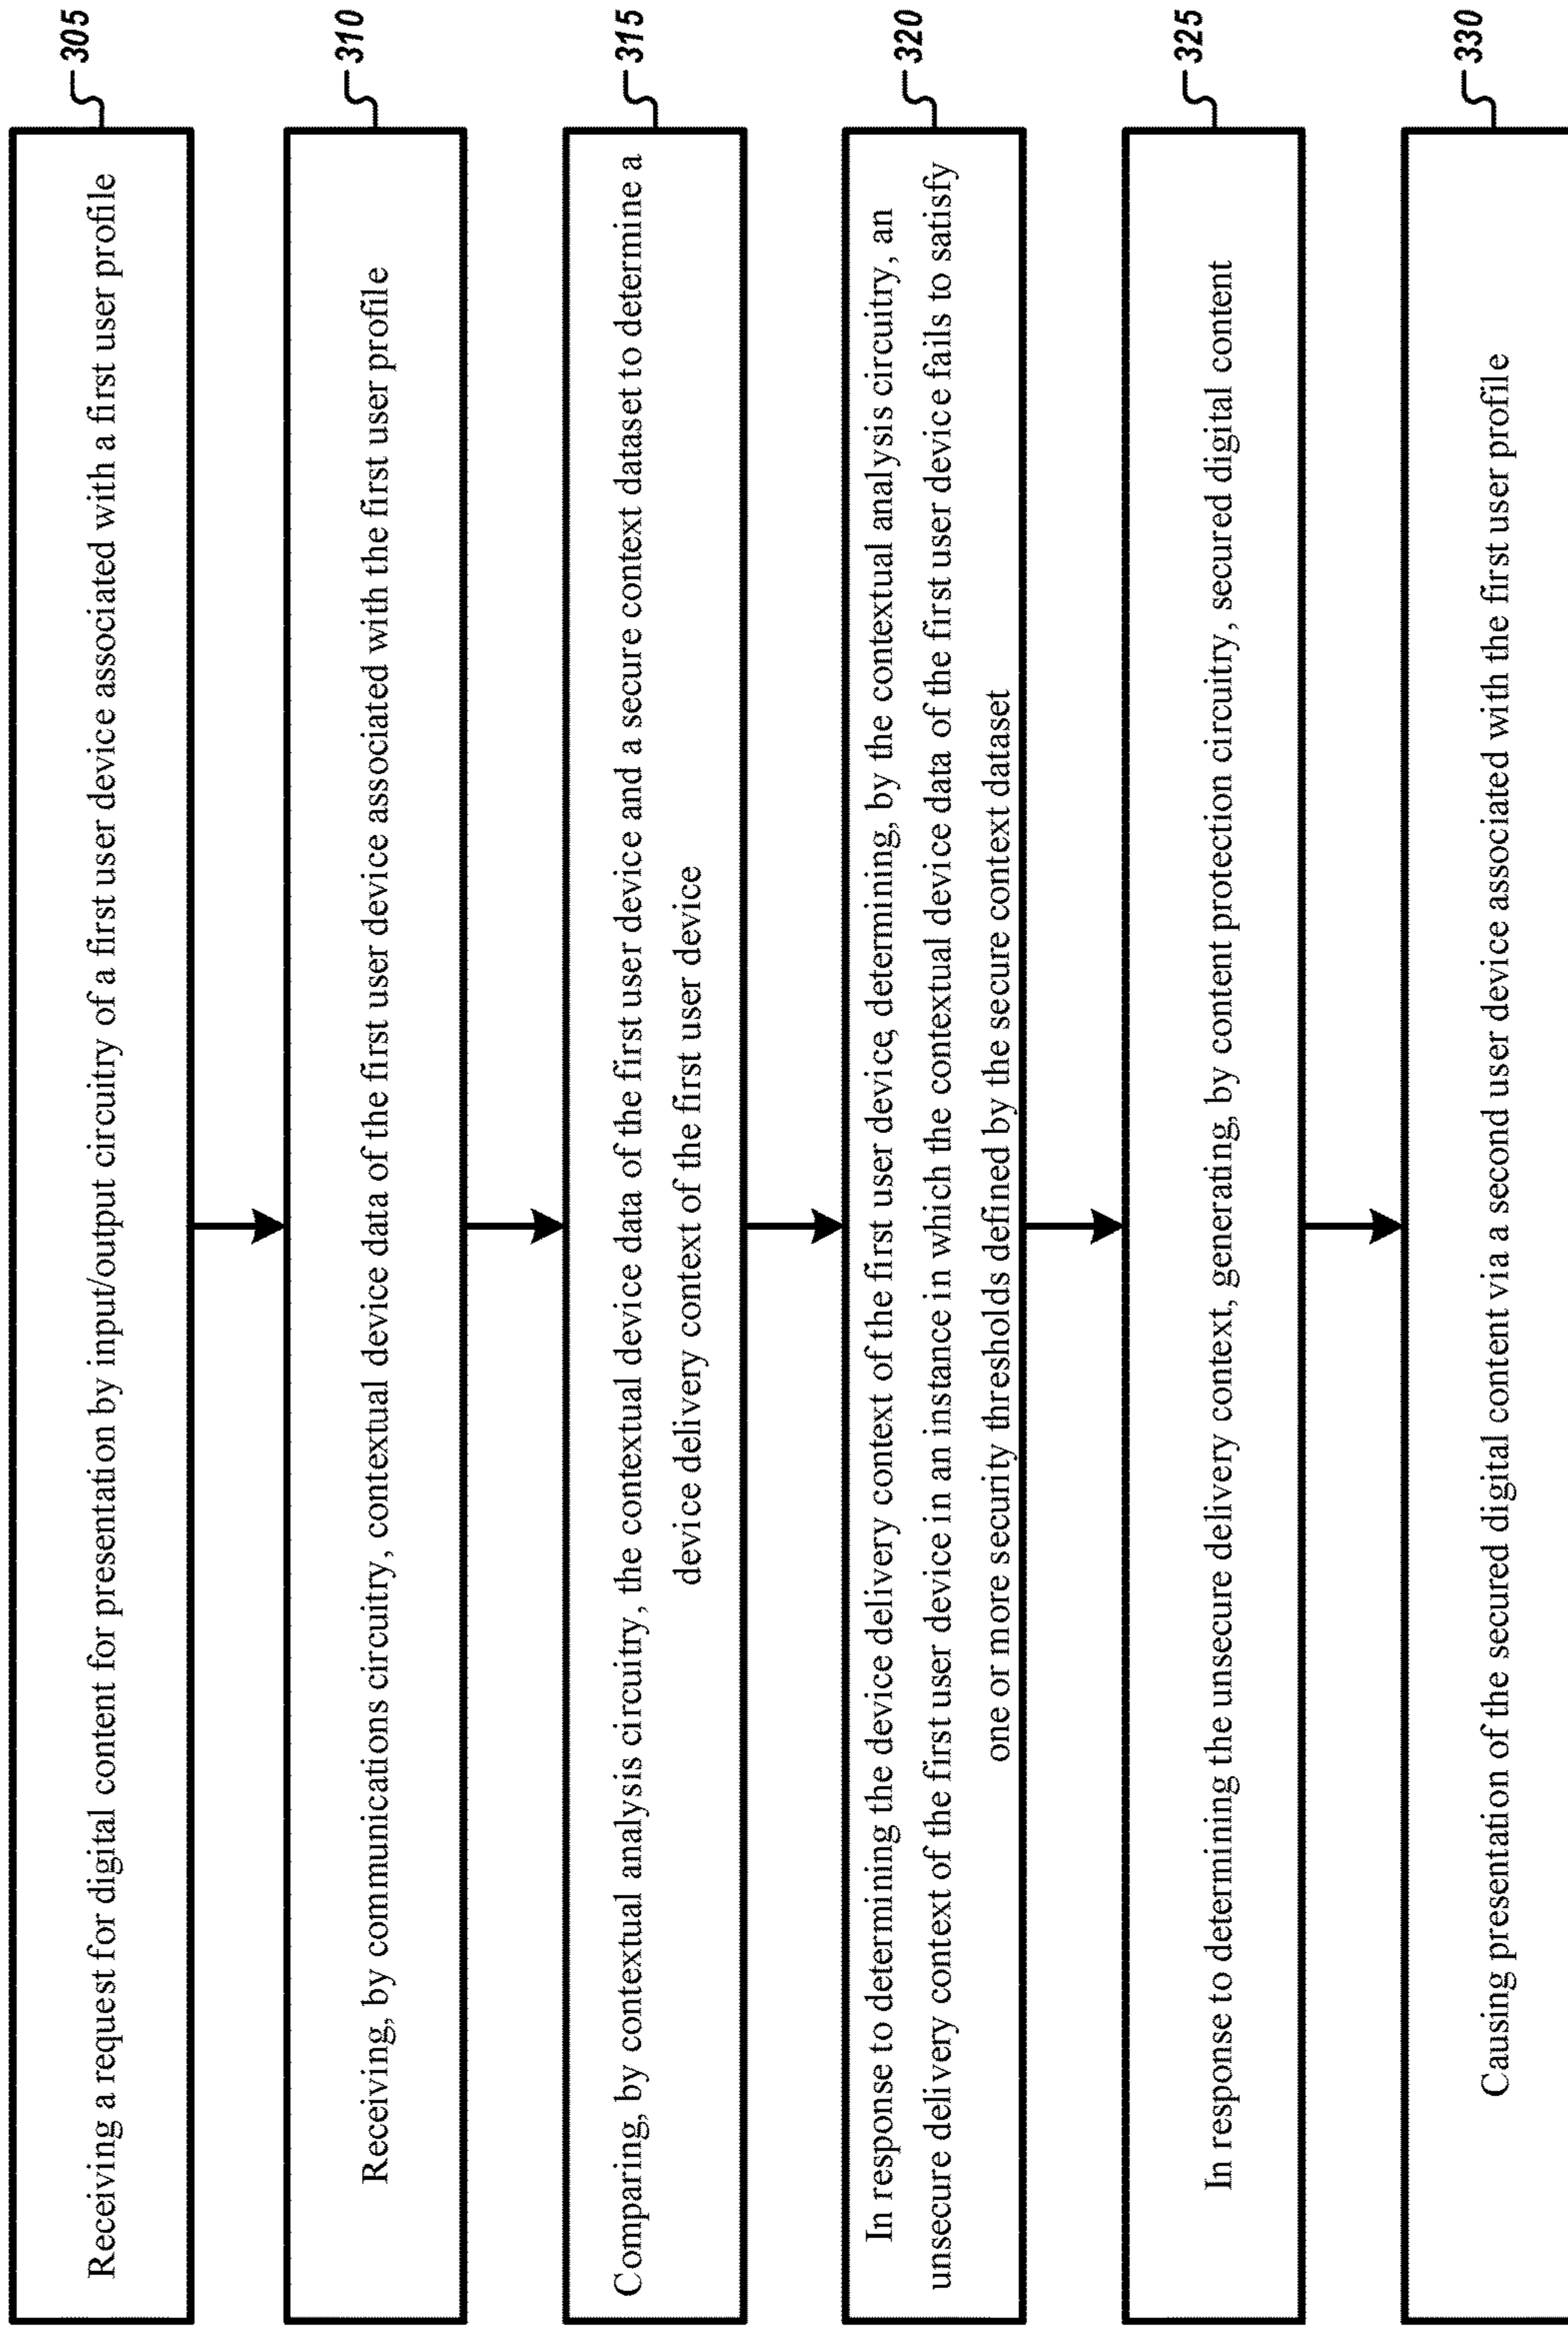 Receiving a request for digital content for presentation by input/output circuitry of a first user device associated with a first user profile
305
Receiving, by communications circuitry, contextual device data of the first user device associated with the first user profile
310
Comparing, by contextual analysis circuitry, the contextual device data of the first user device and a secure context dataset to determine a
device delivery context of the first user device
315
In response to determining the device delivery context of the first user device, determining, by the contextual analysis circuitry, an
unsecure delivery context of the first user device in an instance in which the contextual device data of the first user device fails to satisfy
one or more security thresholds defined by the secure context dataset
320
In response to determining the unsecure delivery context, generating, by content protection circuitry, secured digital content
325
Causing presentation of the secured digital content via a second user device associated with the first user profile
330